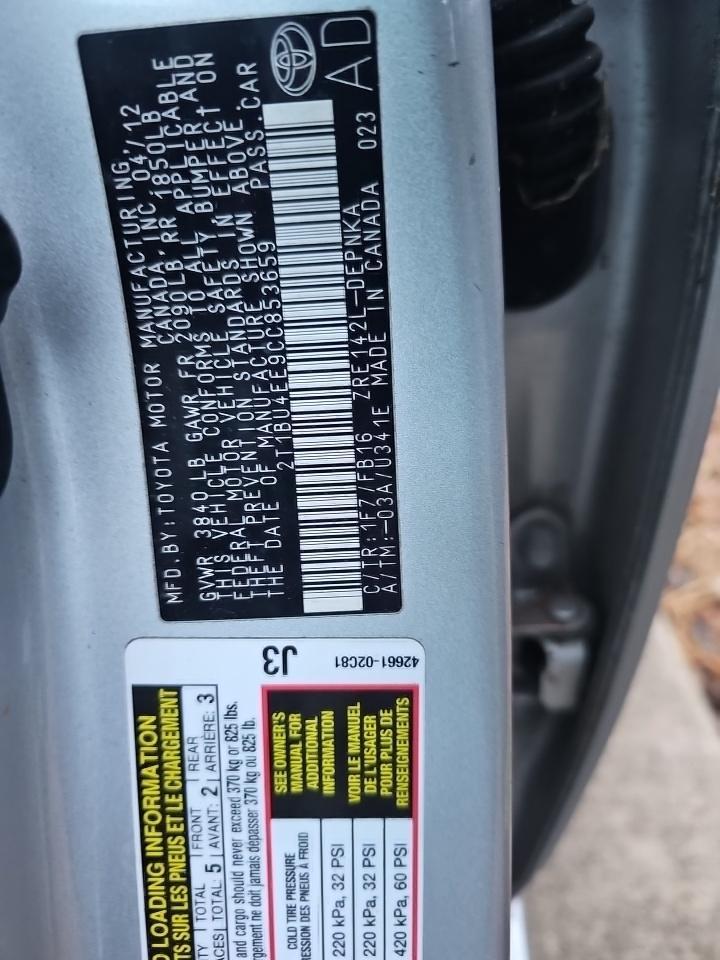 MFD.BY:TOYOTA MOTOR MANUFACTURING,
CANADA, INC. 04/12
GVWR 3840LB GAWR FR 2090LB, RR 1850LB
THIS VEHICLE CONFORMS TO ALL APPLICABLE
FEDERAL MOTOR VEHICLE SAFETY, BUMPER, AND
THEFT PREVENTION STANDARDS IN EFFECT ON
THE DATE OF MANUFACTURE SHOWN ABOVE.
2T1BU4EE9CC853659 PASS.CAR
C/TR:1F7/FB16 ZRE142L-DEPNKA
A/TM:-03A/U341E MADE IN CANADA 023
AD
J3
42661-02C81
LOADING INFORMATION
SUR LES PNEUS ET LE CHARGEMENT
TOTAL FRONT REAR
TOTAL: 5 AVANT: 2 ARRIÈRE: 3
and cargo should never exceed 370 kg or 825 lbs.
ne doit jamais dépasser 370 kg ou 825 lb.
COLD TIRE PRESSURE
DES PNEUS À FROID
220 kPa, 32 PSI
220 kPa, 32 PSI
420 kPa, 60 PSI
SEE OWNER'S
MANUAL FOR
ADDITIONAL
INFORMATION
VOIR LE MANUEL
DE L'USAGER
POUR PLUS DE
RENSEIGNEMENTS